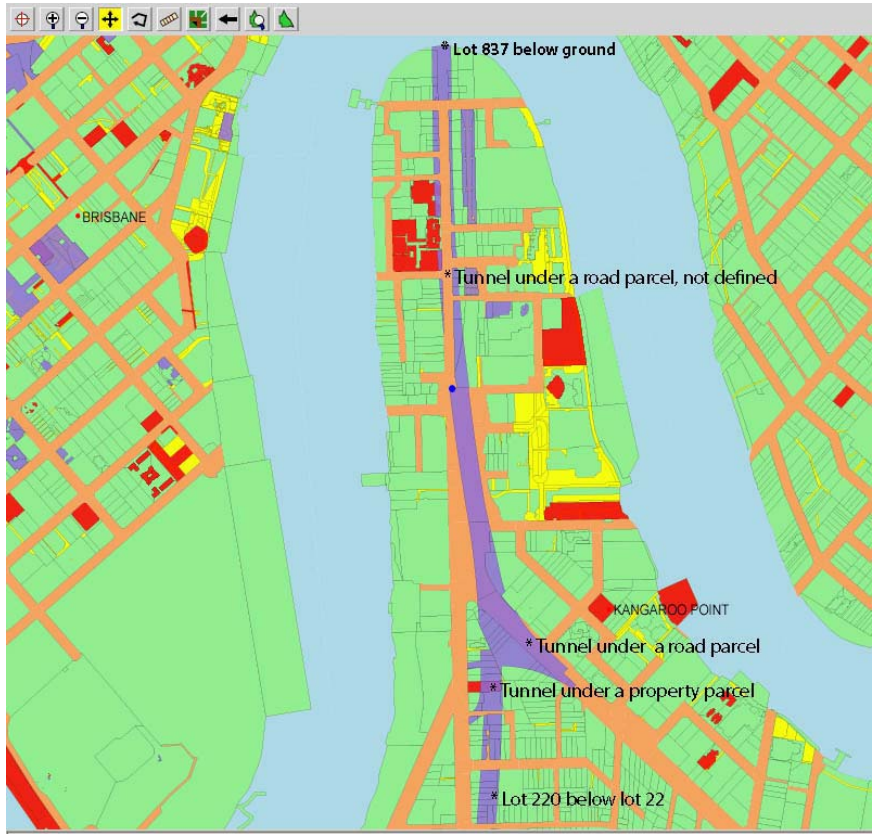 * Lot 837 below ground
BRISBANE
* Tunnel under a road parcel, not defined
KANGAROO POINT
* Tunnel under a road parcel
* Tunnel under a property parcel
* Lot 220 below lot 22